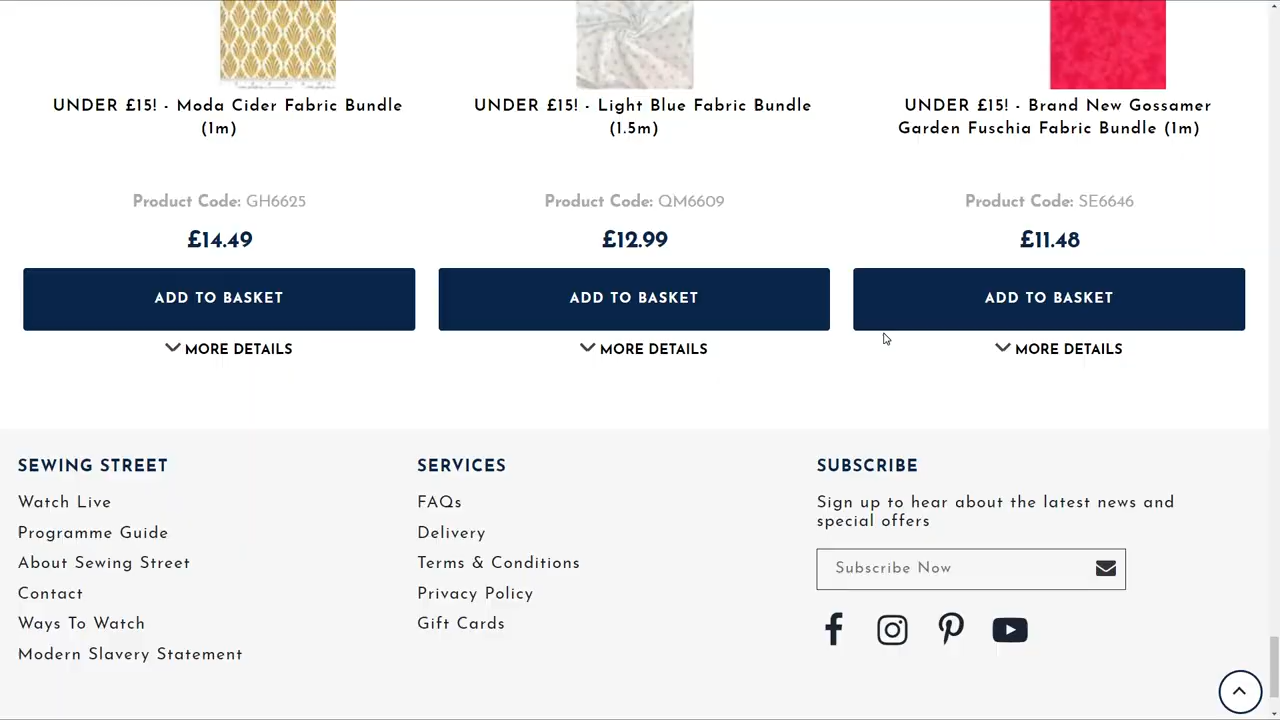 UNDER £15! - Moda Cider Fabric Bundle
(1m)
Product Code: GH6625
£14.49
ADD TO BASKET
MORE DETAILS
UNDER £15! - Light Blue Fabric Bundle
(1.5m)
Product Code: QM6609
£12.99
ADD TO BASKET
MORE DETAILS
UNDER £15! - Brand New Gossamer
Garden Fuschia Fabric Bundle (1m)
Product Code: SE6646
£11.48
ADD TO BASKET
MORE DETAILS
SEWING STREET
Watch Live
Programme Guide
About Sewing Street
Contact
Ways To Watch
Modern Slavery Statement
SERVICES
FAQs
Delivery
Terms & Conditions
Privacy Policy
Gift Cards
SUBSCRIBE
Sign up to hear about the latest news and
special offers
Subscribe Now